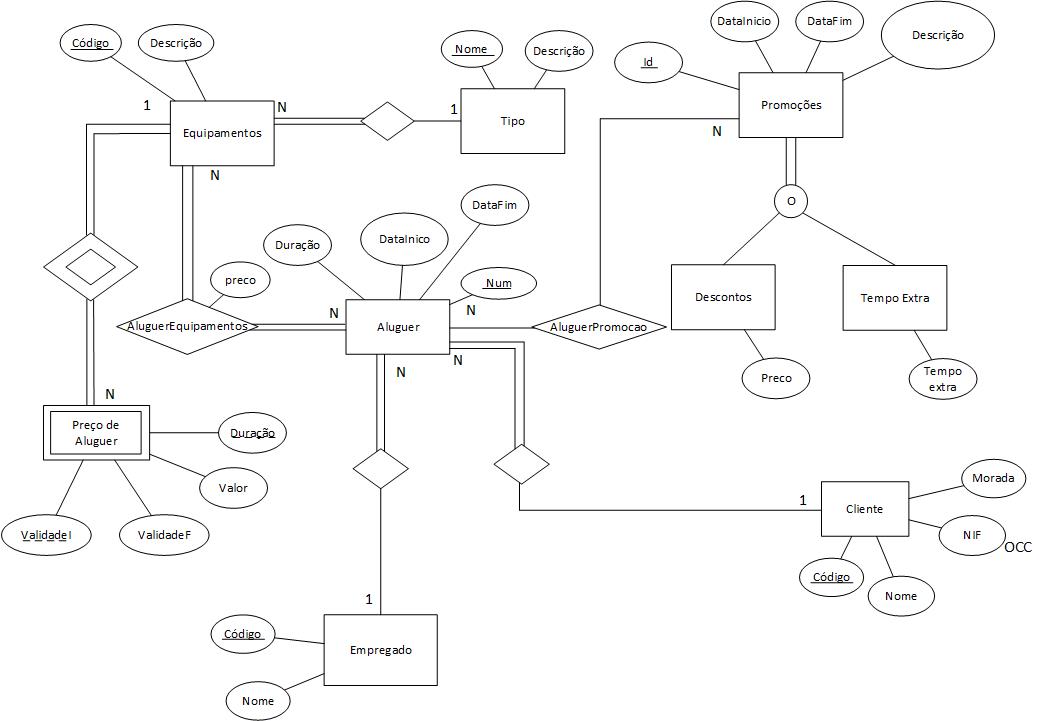 DataInicio
DataFim
Descrição
Código
Descrição
Nome
Descrição
Id
1
N
1
Promoções
Equipamentos
Tipo
N
N
O
DataFim
Duração
DataInico
preco
Num
Descontos
Tempo Extra
N
N
AluguerEquipamentos
Aluguer
AluguerPromocao
N
N
Preco
Tempo
extra
N
Preço de
Aluguer
Duração
Valor
Morada
1
Cliente
ValidadeI
ValidadeF
NIF
OCC
Código
Nome
1
Código
Empregado
Nome